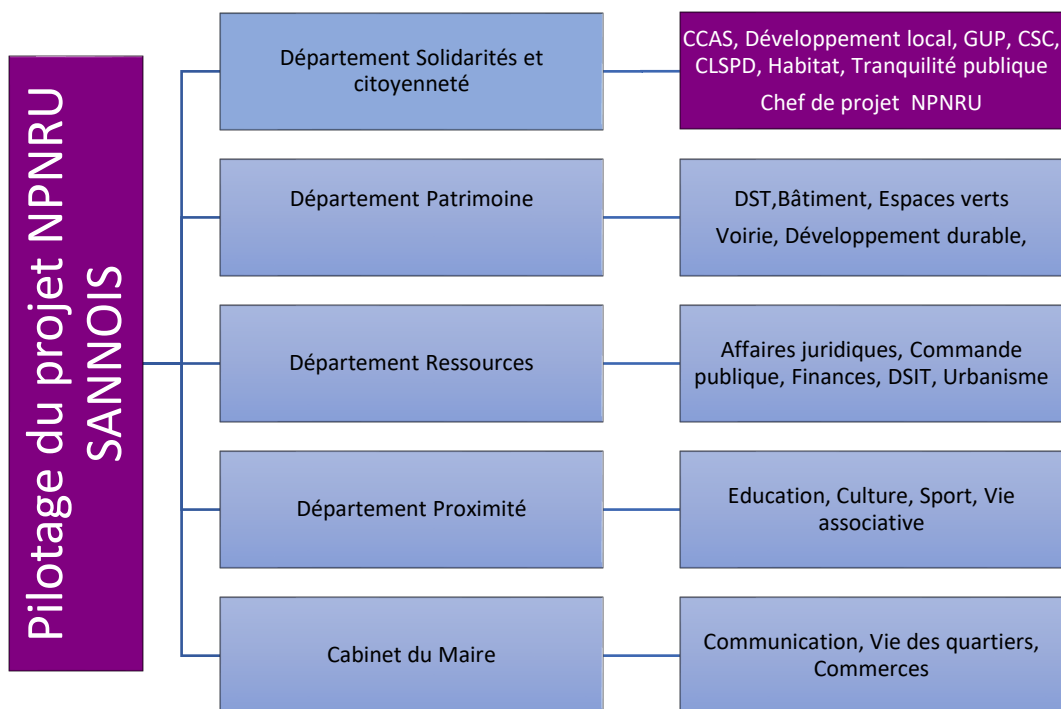 Pilotage du projet NPNRU
SANNOIS
Département Solidarités et
citoyenneté
CCAS, Développement local, GUP, CSC,
CLSPD, Habitat, Tranquilité publique
Chef de projet NPNRU
Département Patrimoine
DST,Bâtiment, Espaces verts
Voirie, Développement durable,
Département Ressources
Affaires juridiques, Commande
publique, Finances, DSIT, Urbanisme
Département Proximité
Education, Culture, Sport, Vie
associative
Cabinet du Maire
Communication, Vie des quartiers,
Commerces